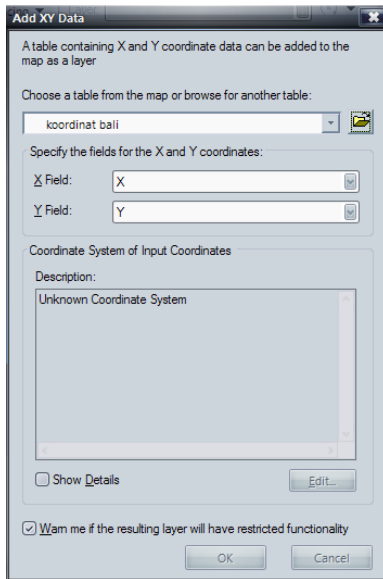 Add XY Data
A table containing X and Y coordinate data can be added to the
map as a layer
Choose a table from the map or browse for another table:
koordinat bali
Specify the fields for the X and Y coordinates:
X Field:
X
Y Field:
Y
Coordinate System of Input Coordinates
Description:
Unknown Coordinate System
Show Details
Edit...
Warn me if the resulting layer will have restricted functionality
OK
Cancel